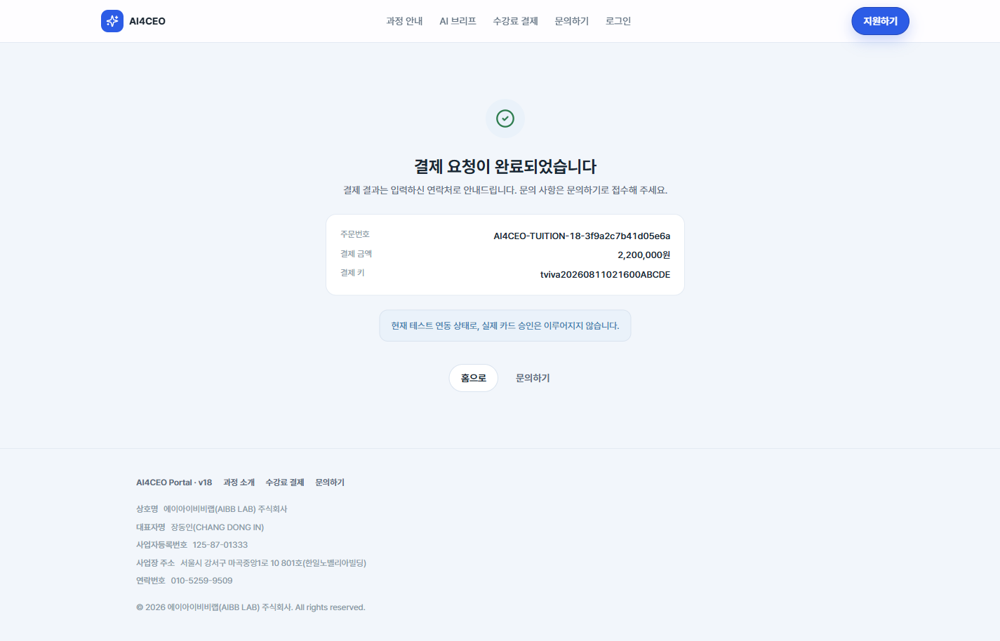 AI4CEO
과정 안내 AI 브리프 수강료 결제 문의하기 로그인
지원하기
결제 요청이 완료되었습니다
결제 결과는 입력하신 연락처로 안내드립니다. 문의 사항은 문의하기로 접수해 주세요.
주문번호 AI4CEO-TUITION-18-3f9a2c7b41d05e6a
결제 금액 2,200,000원
결제 키 tviva20260811021600ABCDE
현재 테스트 연동 상태로, 실제 카드 승인은 이루어지지 않습니다.
홈으로 문의하기
AI4CEO Portal · v18 과정 소개 수강료 결제 문의하기
상호명 에이아이비비랩(AIBB LAB) 주식회사
대표자명 장동인(CHANG DONG IN)
사업자등록번호 125-87-01333
사업장 주소 서울시 강서구 마곡중앙1로 10 801호(한일노벨리아빌딩)
연락번호 010-5259-9509
© 2026 에이아이비비랩(AIBB LAB) 주식회사. All rights reserved.